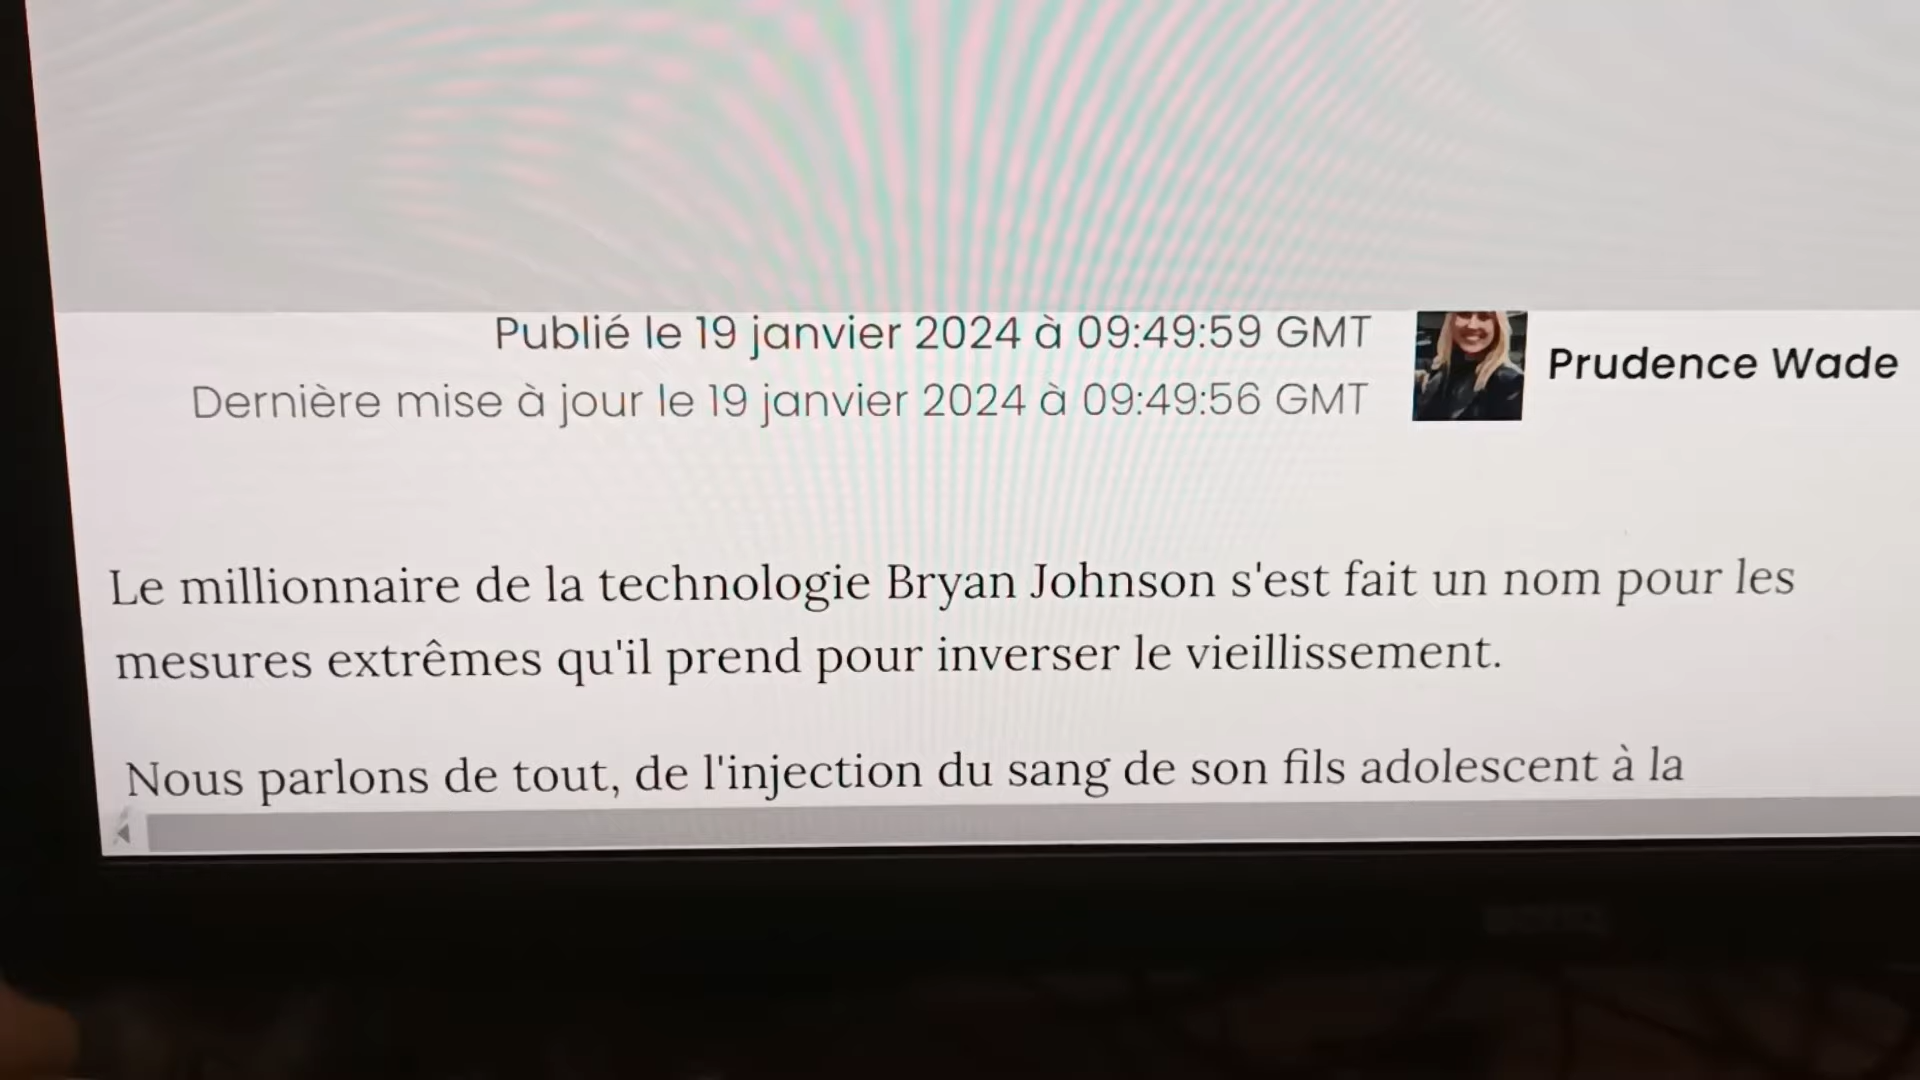 Publié le 19 janvier 2024 à 09:49:59 GMT
Dernière mise à jour le 19 janvier 2024 à 09:49:56 GMT
Prudence Wade
Le millionnaire de la technologie Bryan Johnson s'est fait un nom pour les
mesures extrêmes qu'il prend pour inverser le vieillissement.
Nous parlons de tout, de l'injection du sang de son fils adolescent à la